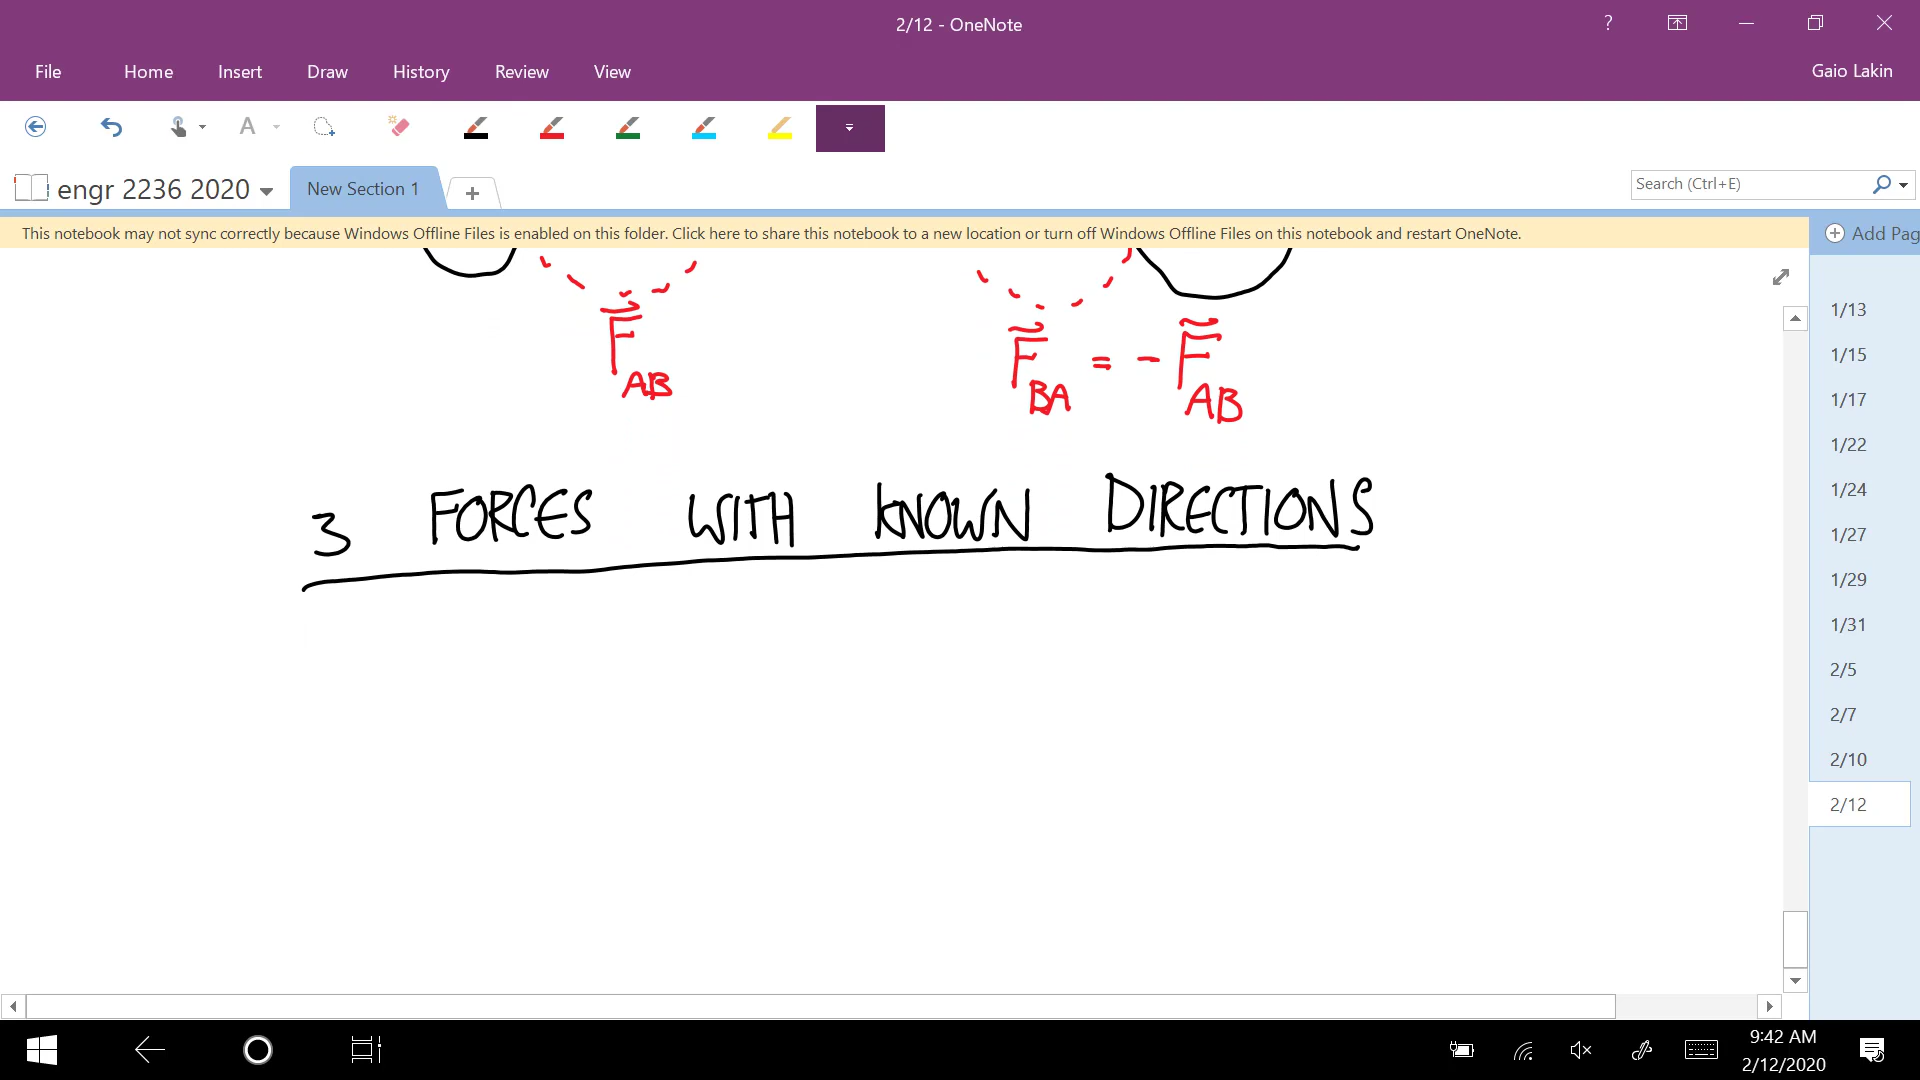 2/12 - OneNote
?
File Home Insert Draw History Review View
Gaio Lakin
A
engr 2236 2020
New Section 1
+
Search (Ctrl+E)
This notebook may not sync correctly because Windows Offline Files is enabled on this folder. Click here to share this notebook to a new location or turn off Windows Offline Files on this notebook and restart OneNote.
Add Pag
F AB
F BA = - F AB
3 FORCES WITH KNOWN DIRECTIONS
1/13
1/15
1/17
1/22
1/24
1/27
1/29
1/31
2/5
2/7
2/10
2/12
9:42 AM
2/12/2020